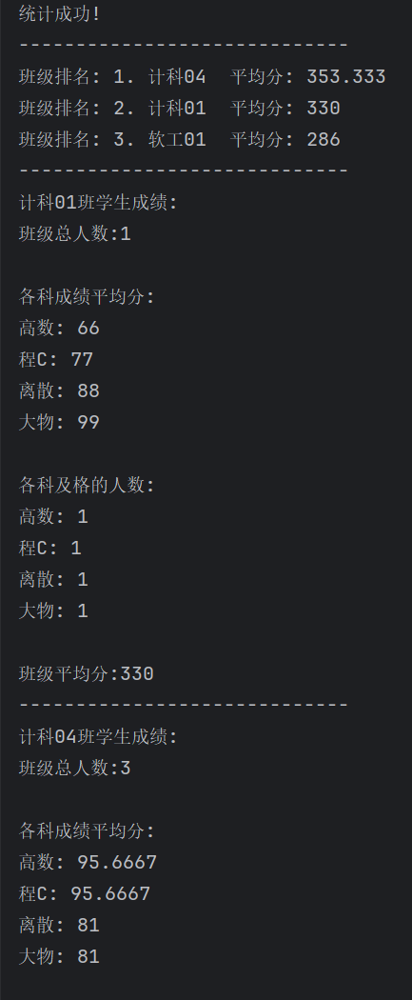 统计成功!
-----------------------------
班级排名: 1. 计科04  平均分: 353.333
班级排名: 2. 计科01  平均分: 330
班级排名: 3. 软工01  平均分: 286
-----------------------------
计科01班学生成绩:
班级总人数:1
各科成绩平均分:
高数: 66
程C: 77
离散: 88
大物: 99
各科及格的人数:
高数: 1
程C: 1
离散: 1
大物: 1
班级平均分:330
-----------------------------
计科04班学生成绩:
班级总人数:3
各科成绩平均分:
高数: 95.6667
程C: 95.6667
离散: 81
大物: 81